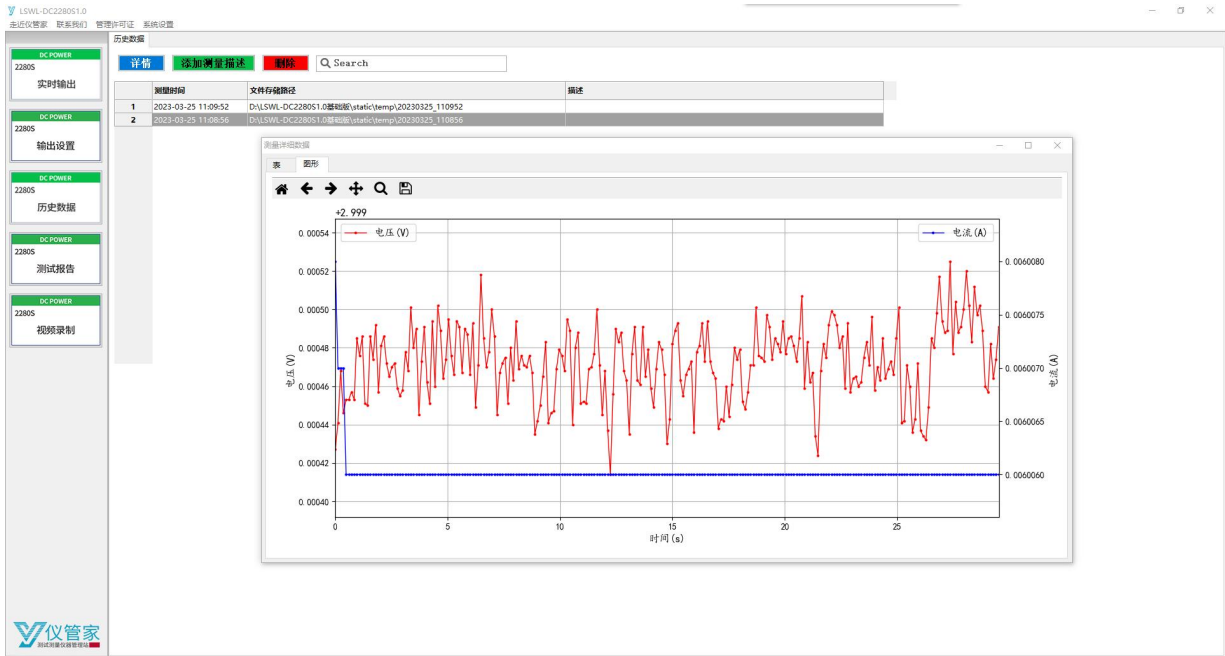 LSWL-DC2280S1.0
走近仪管家 联系我们 管理许可证 系统设置
DC POWER
2280S
实时输出
DC POWER
2280S
输出设置
DC POWER
2280S
历史数据
DC POWER
2280S
测试报告
DC POWER
2280S
视频录制
仪管家
测试测量仪器管理站
历史数据
详情 添加测量描述 删除 Search
测量时间 文件存储路径 描述
1 2023-03-25 11:09:52 D:\LSWL-DC2280S1.0基础版\static\temp\20230325_110952
2 2023-03-25 11:08:56 D:\LSWL-DC2280S1.0基础版\static\temp\20230325_110856
测量详细数据
表 图形
+2.999
电压(V) 电流(A)
0.00054
0.00052
0.00050
0.00048
0.00046
0.00044
0.00042
0.00040
电压(V)
0.0060080
0.0060075
0.0060070
0.0060065
0.0060060
电流(A)
0 5 10 15 20 25
时间(s)